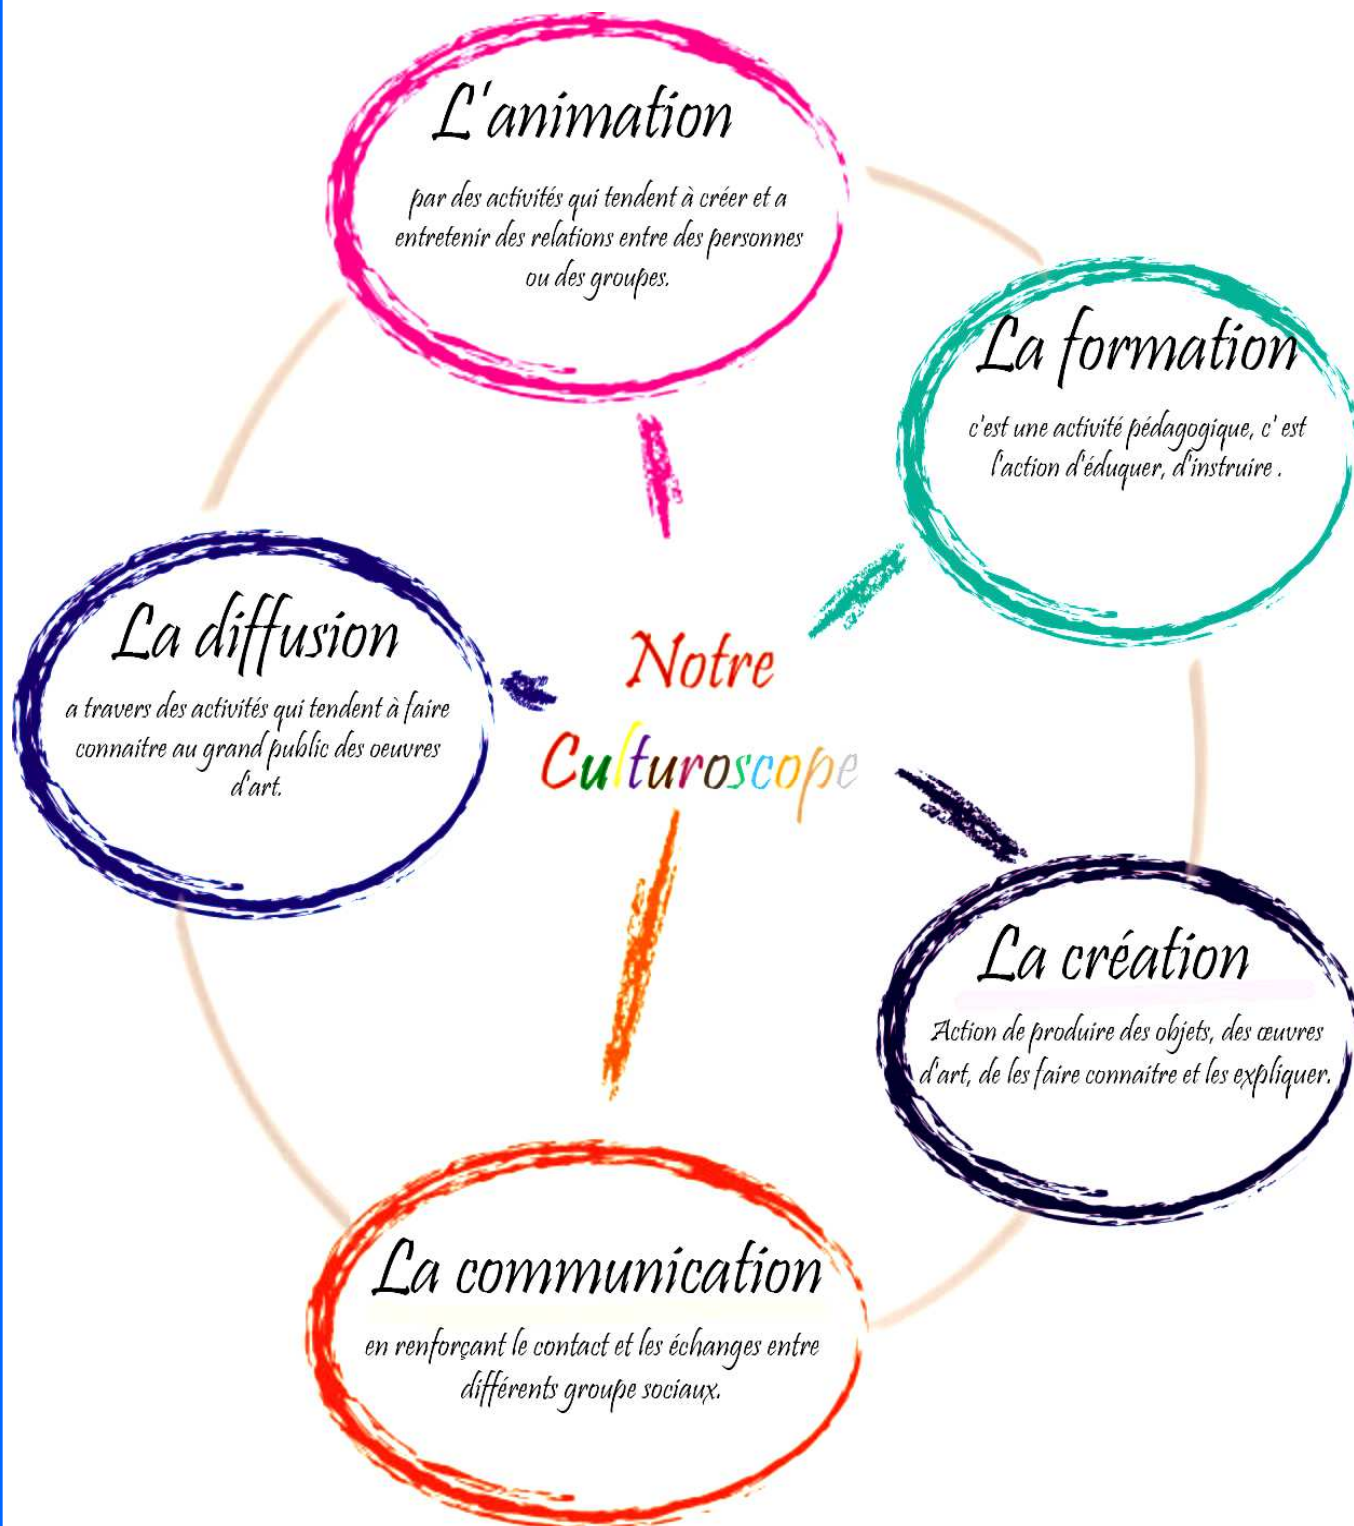 L'animation
par des activités qui tendent à créer et a
entretenir des relations entre des personnes
ou des groupes.
La formation
c'est une activité pédagogique, c' est
l'action d'éduquer, d'instruire .
La diffusion
a travers des activités qui tendent à faire
connaitre au grand public des oeuvres
d'art.
Notre
Culturoscope
La création
Action de produire des objets, des œuvres
d'art, de les faire connaitre et les expliquer.
La communication
en renforçant le contact et les échanges entre
différents groupe sociaux.